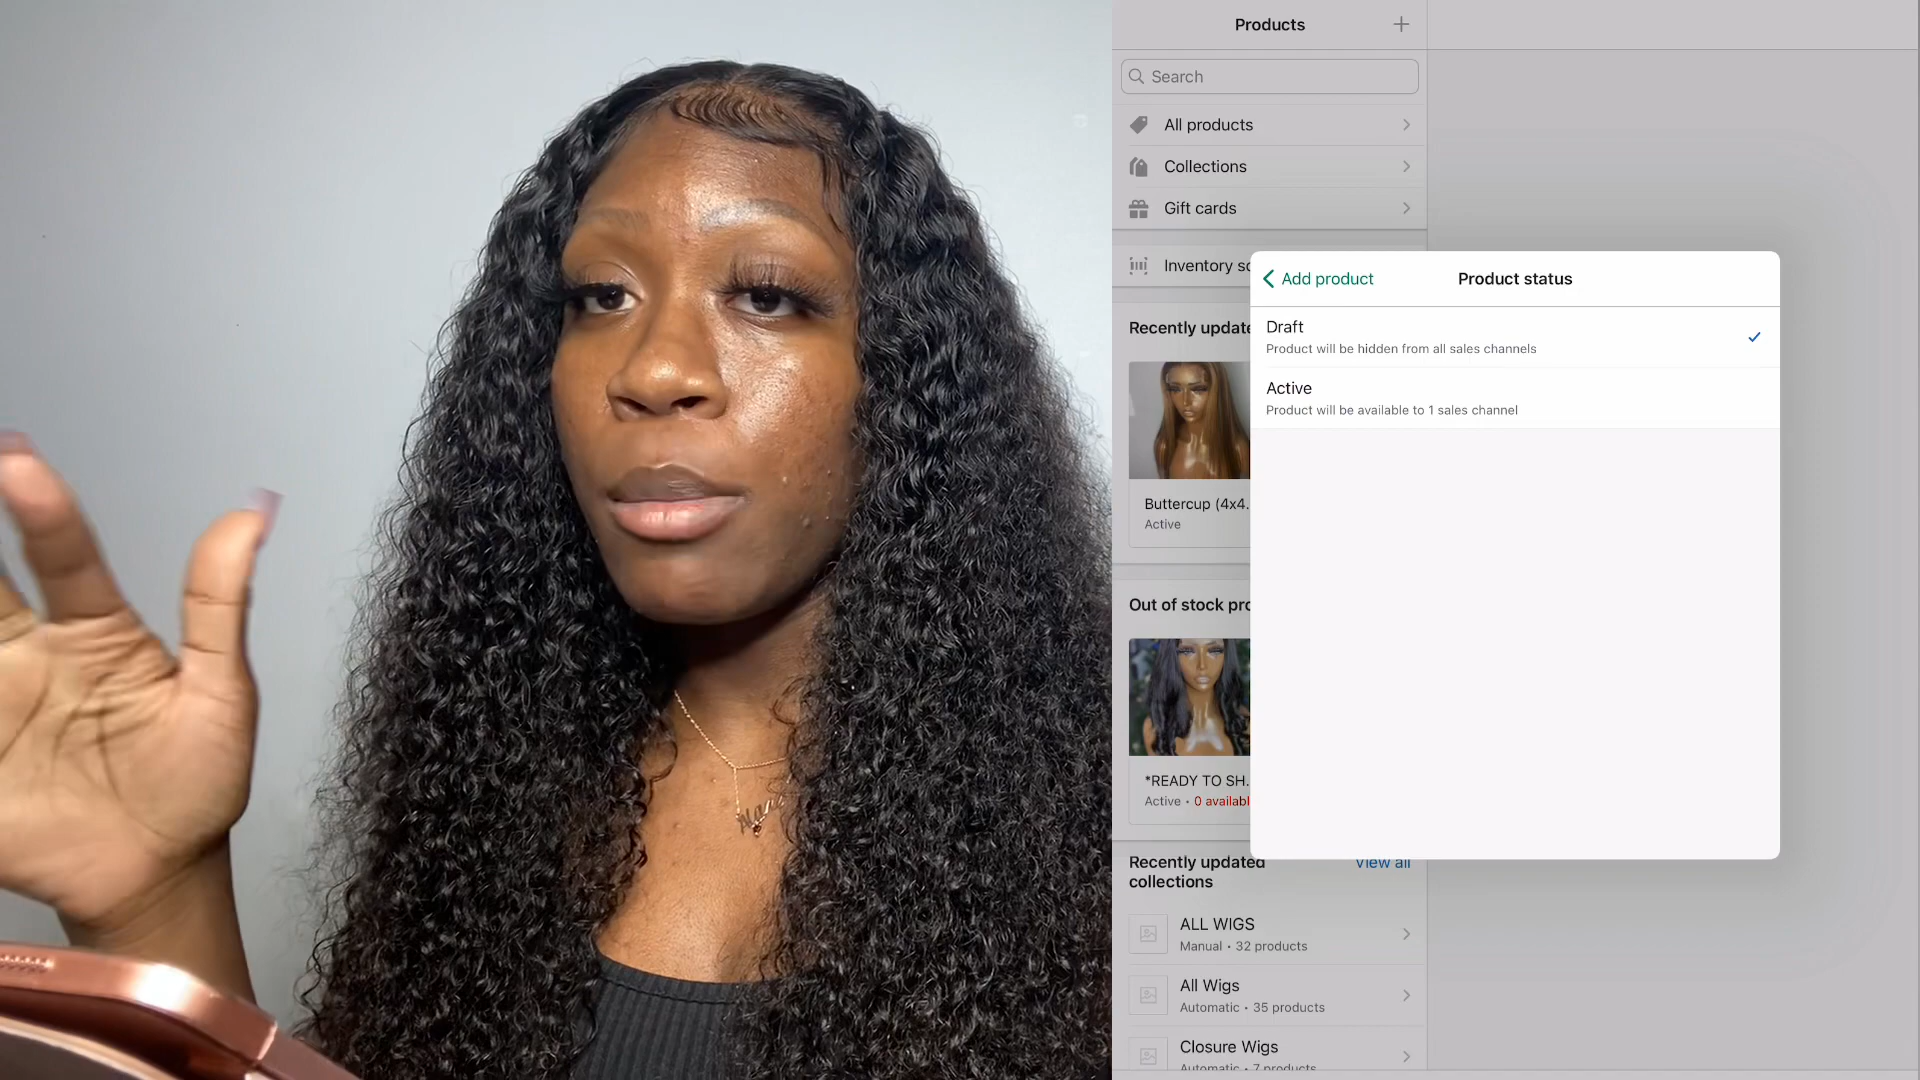 Products
Search
All products
Collections
Gift cards
Inventory sc
Recently update
Buttercup (4x4.
Active
Out of stock pro
*READY TO SH.
Active • 0 availabl
Recently updated
collections
View all
ALL WIGS
Manual • 32 products
All Wigs
Automatic • 35 products
Closure Wigs
Automatic • 7 products
Add product
Product status
Draft
Product will be hidden from all sales channels
Active
Product will be available to 1 sales channel